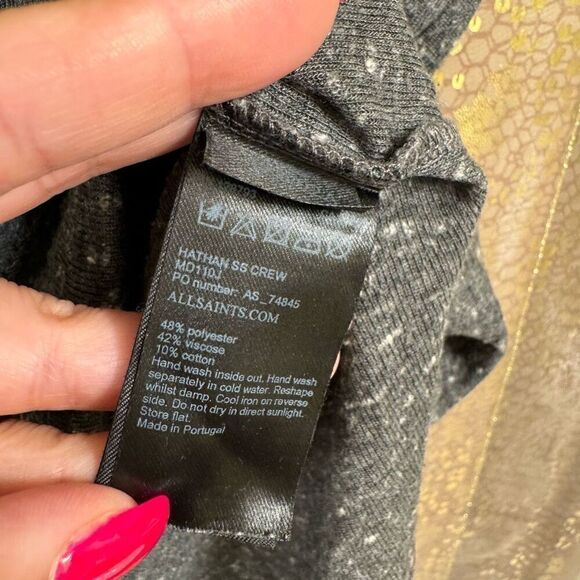 HATHAN SS CREW
MD110J
PO number: AS_74845
ALLSAINTS.COM
48% polyester
42% viscose
10% cotton
Hand wash inside out. Hand wash
separately in cold water. Reshape
whilst damp. Cool iron on reverse
side. Do not dry in direct sunlight.
Store flat.
Made in Portugal